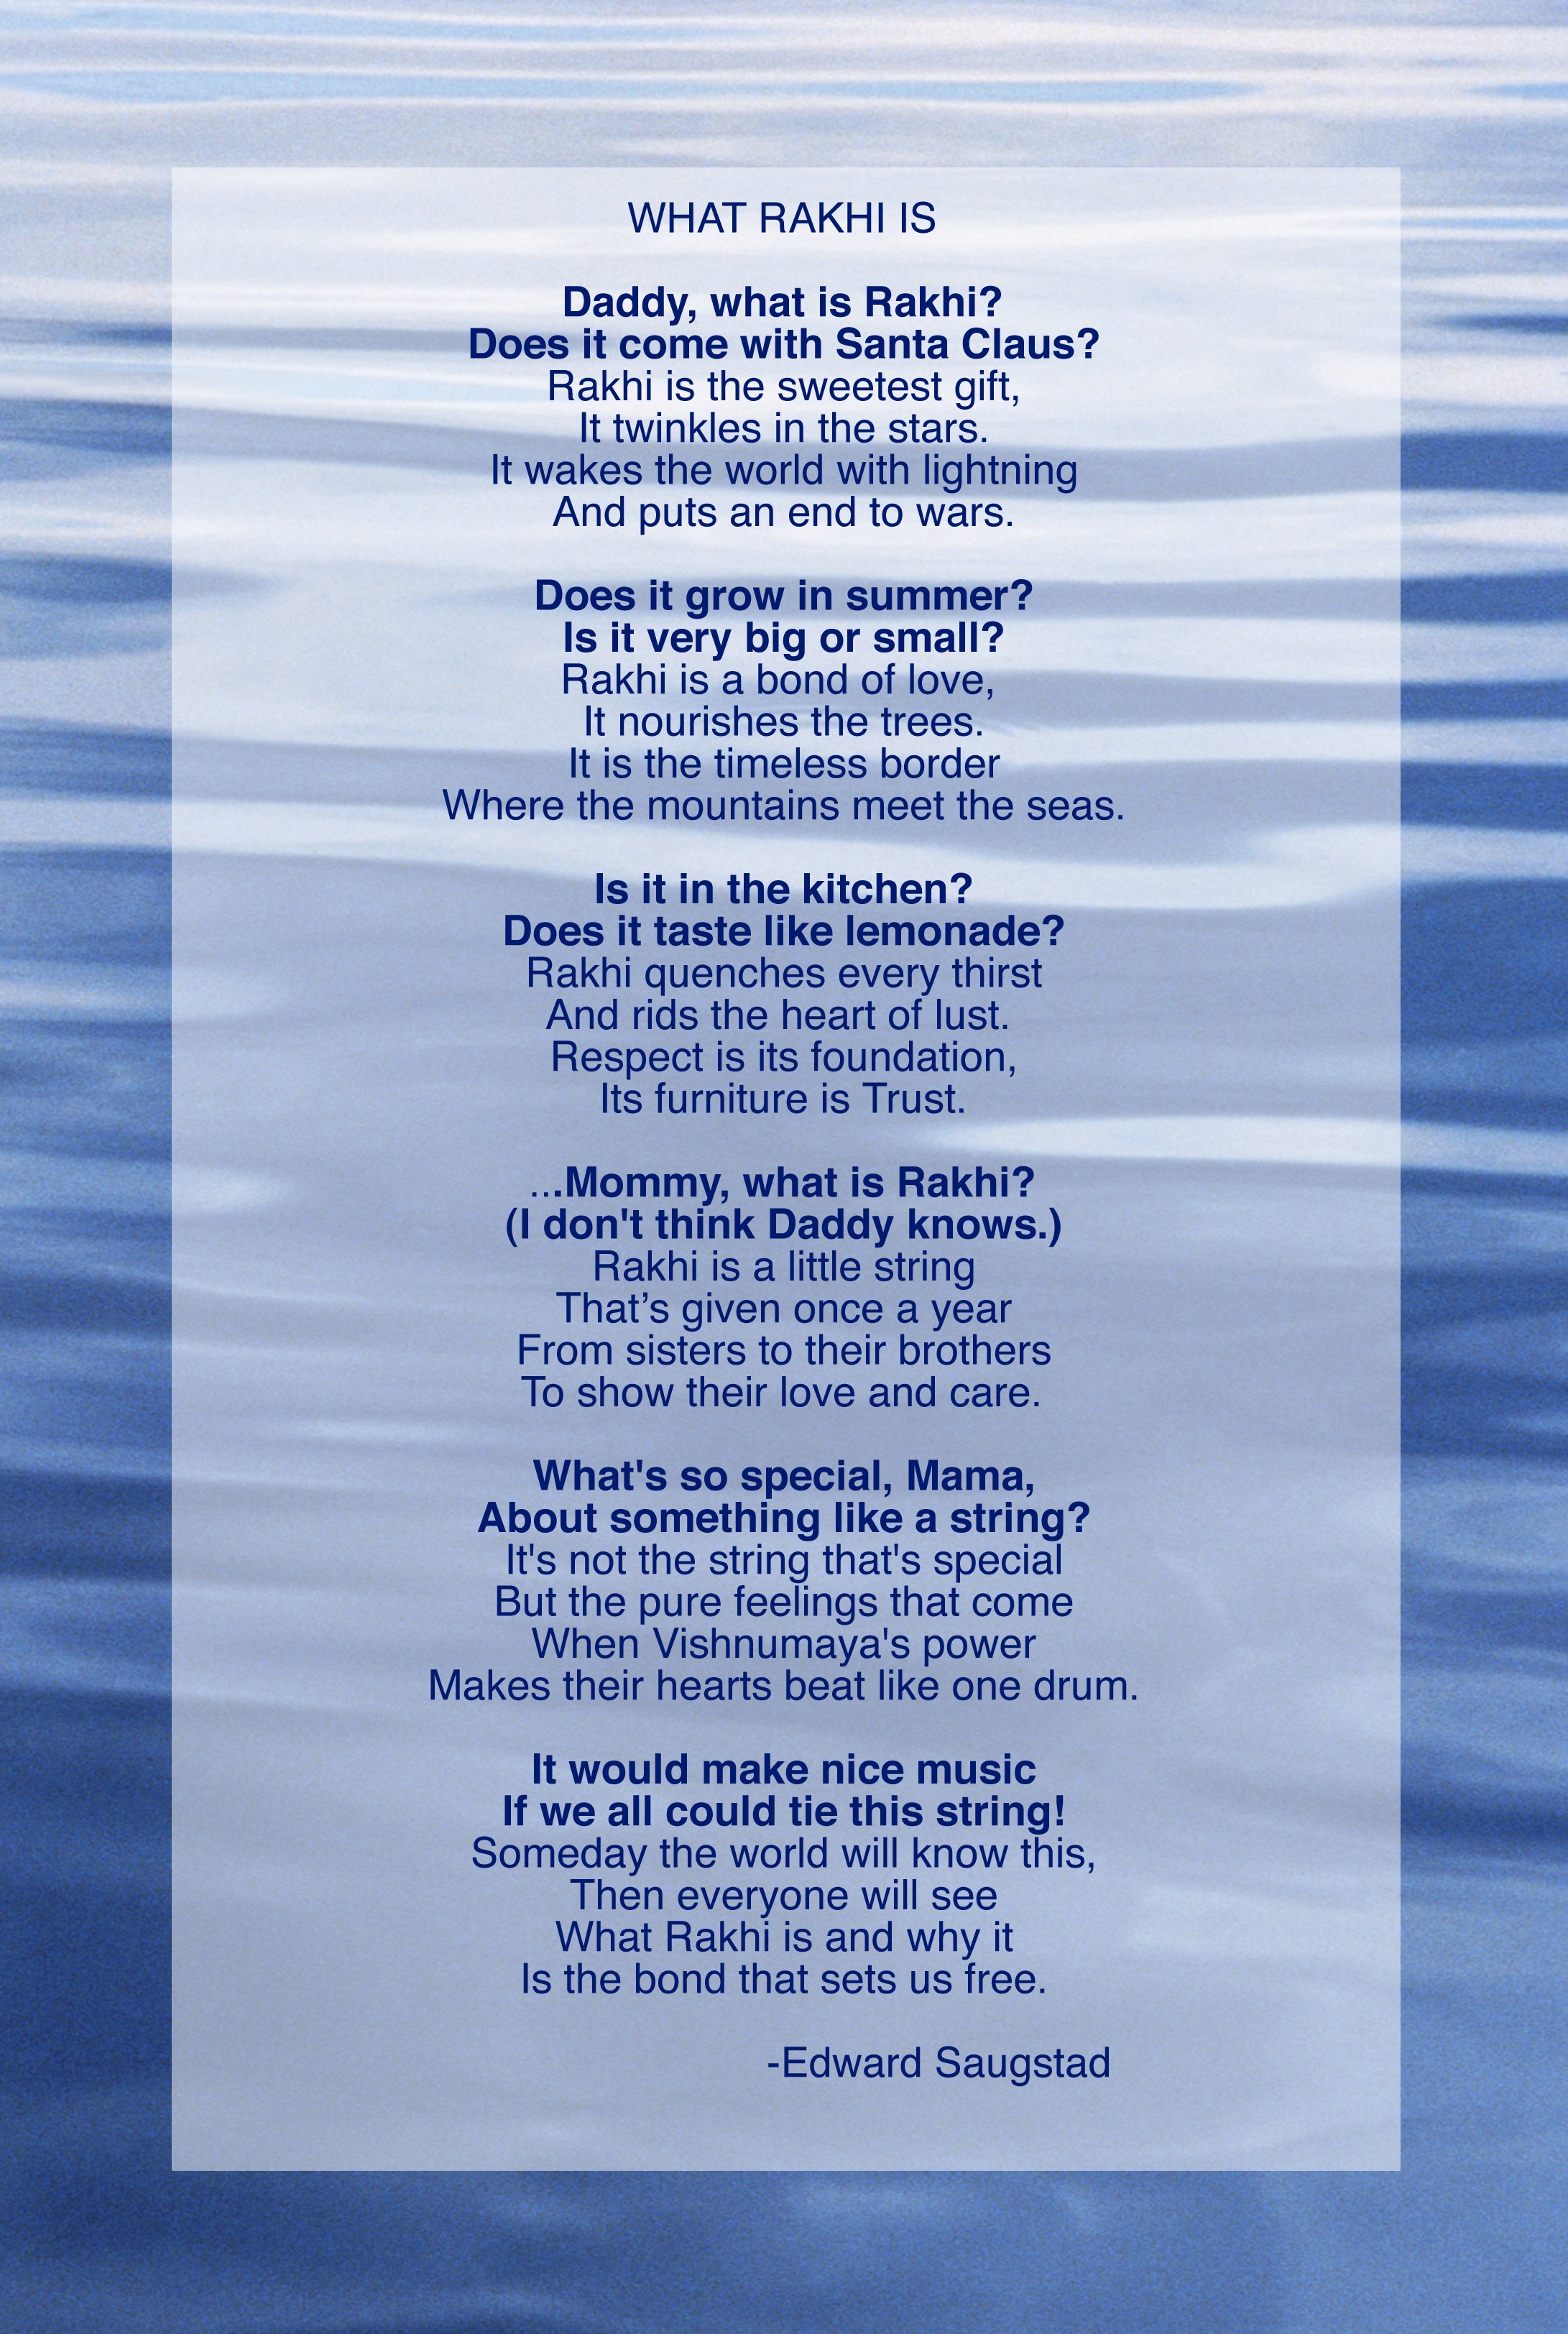 WHAT RAKHI IS
Daddy, what is Rakhi?
Does it come with Santa Claus?
Rakhi is the sweetest gift,
It twinkles in the stars.
It wakes the world with lightning
And puts an end to wars.
Does it grow in summer?
Is it very big or small?
Rakhi is a bond of love,
It nourishes the trees.
It is the timeless border
Where the mountains meet the seas.
Is it in the kitchen?
Does it taste like lemonade?
Rakhi quenches every thirst
And rids the heart of lust.
Respect is its foundation,
Its furniture is Trust.
...Mommy, what is Rakhi?
(I don't think Daddy knows.)
Rakhi is a little string
That’s given once a year
From sisters to their brothers
To show their love and care.
What's so special, Mama,
About something like a string?
It's not the string that's special
But the pure feelings that come
When Vishnumaya's power
Makes their hearts beat like one drum.
It would make nice music
If we all could tie this string!
Someday the world will know this,
Then everyone will see
What Rakhi is and why it
Is the bond that sets us free.
-Edward Saugstad